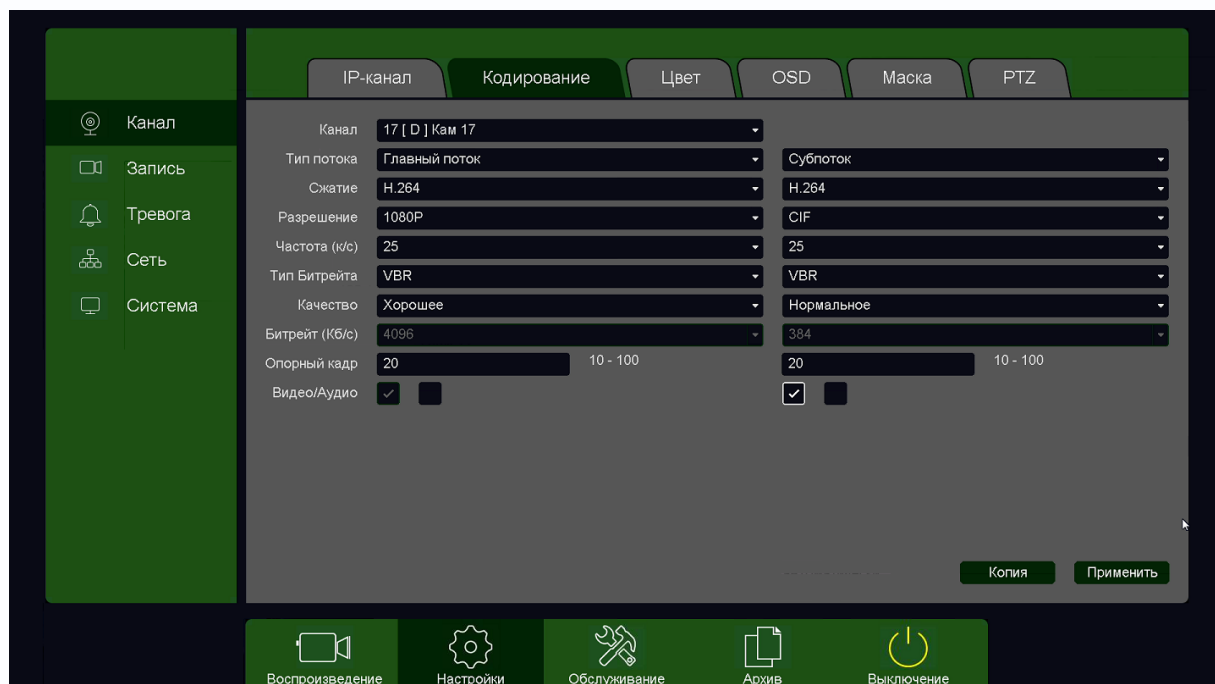 IP-канал Кодирование Цвет OSD Маска PTZ
Канал
Запись
Тревога
Сеть
Система
Канал 17 [ D ] Кам 17
Тип потока Главный поток Субпоток
Сжатие H.264 H.264
Разрешение 1080P CIF
Частота (к/с) 25 25
Тип Битрейта VBR VBR
Качество Хорошее Нормальное
Битрейт (Кб/с) 4096 384
Опорный кадр 20 10 - 100 20 10 - 100
Видео/Аудио
Копия Применить
Воспроизведение Настройки Обслуживание Архив Выключение